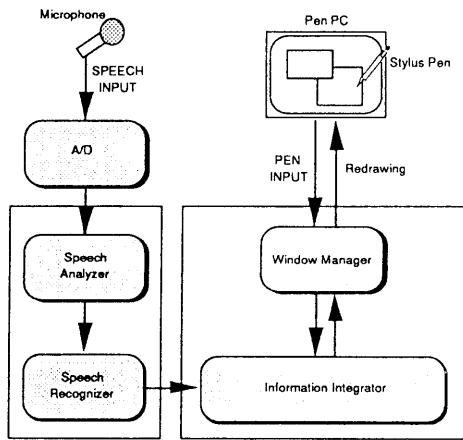 Microphone
SPEECH
INPUT
A/D
Speech
Analyzer
Speech
Recognizer
Pen PC
Stylus Pen
PEN
INPUT
Redrawing
Window Manager
Information Integrator